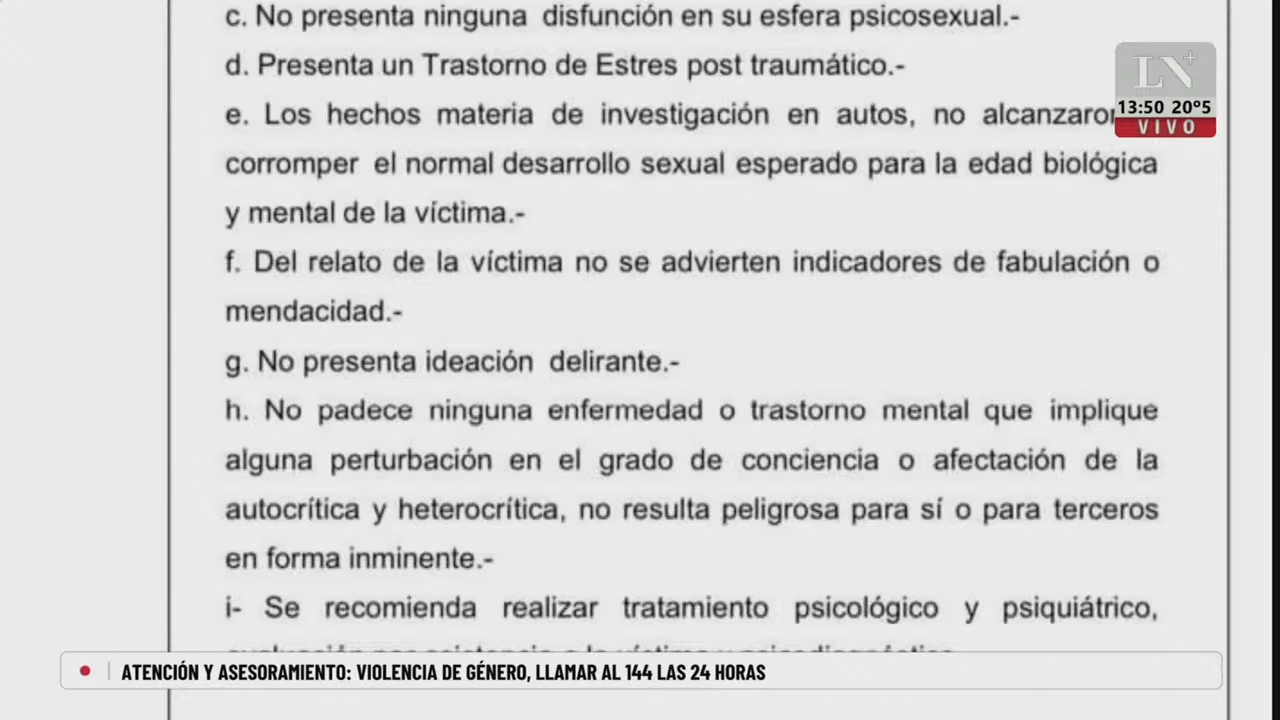 c. No presenta ninguna disfunción en su esfera psicosexual.-
d. Presenta un Trastorno de Estres post traumático.-
e. Los hechos materia de investigación en autos, no alcanzaron
corromper el normal desarrollo sexual esperado para la edad biológica
y mental de la víctima.-
f. Del relato de la víctima no se advierten indicadores de fabulación o
mendacidad.-
g. No presenta ideación delirante.-
h. No padece ninguna enfermedad o trastorno mental que implique
alguna perturbación en el grado de conciencia o afectación de la
autocrítica y heterocrítica, no resulta peligrosa para sí o para terceros
en forma inminente.-
i- Se recomienda realizar tratamiento psicológico y psiquiátrico,
LN+
13:50 20º5
VIVO
ATENCIÓN Y ASESORAMIENTO: VIOLENCIA DE GÉNERO, LLAMAR AL 144 LAS 24 HORAS